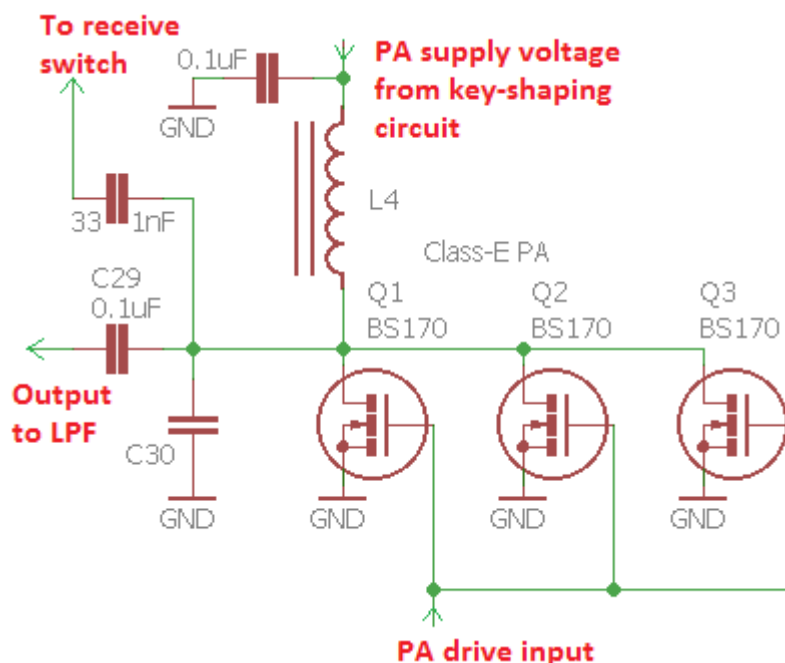 To receive
switch
0.1uF
GND
PA supply voltage
from key-shaping
circuit
33 1nF
L4
Class-E PA
C29
0.1uF
Q1
BS170
Q2
BS170
Q3
BS170
Output
to LPF
C30
GND
GND
GND
GND
PA drive input